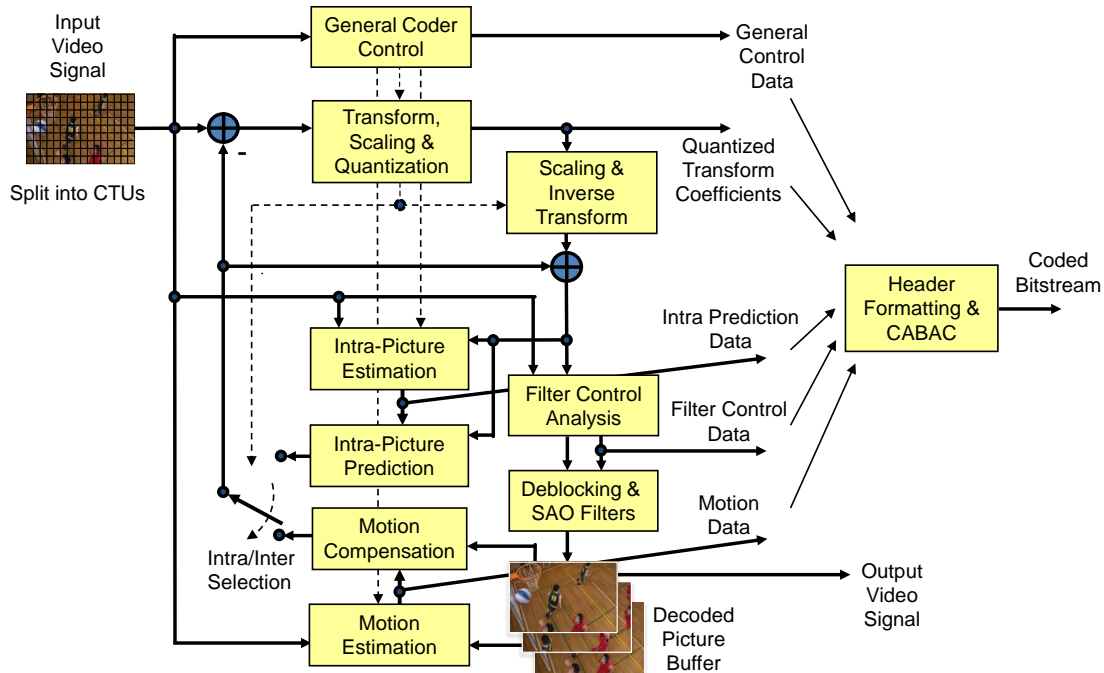 Input
Video
Signal
Split into CTUs
General Coder
Control
General
Control
Data
Transform,
Scaling &
Quantization
-
Quantized
Transform
Coefficients
Scaling &
Inverse
Transform
Header
Formatting &
CABAC
Coded
Bitstream
Intra-Picture
Estimation
Intra Prediction
Data
Filter Control
Analysis
Filter Control
Data
Intra-Picture
Prediction
Deblocking &
SAO Filters
Motion
Data
Intra/Inter
Selection
Motion
Compensation
Motion
Estimation
Decoded
Picture
Buffer
Output
Video
Signal